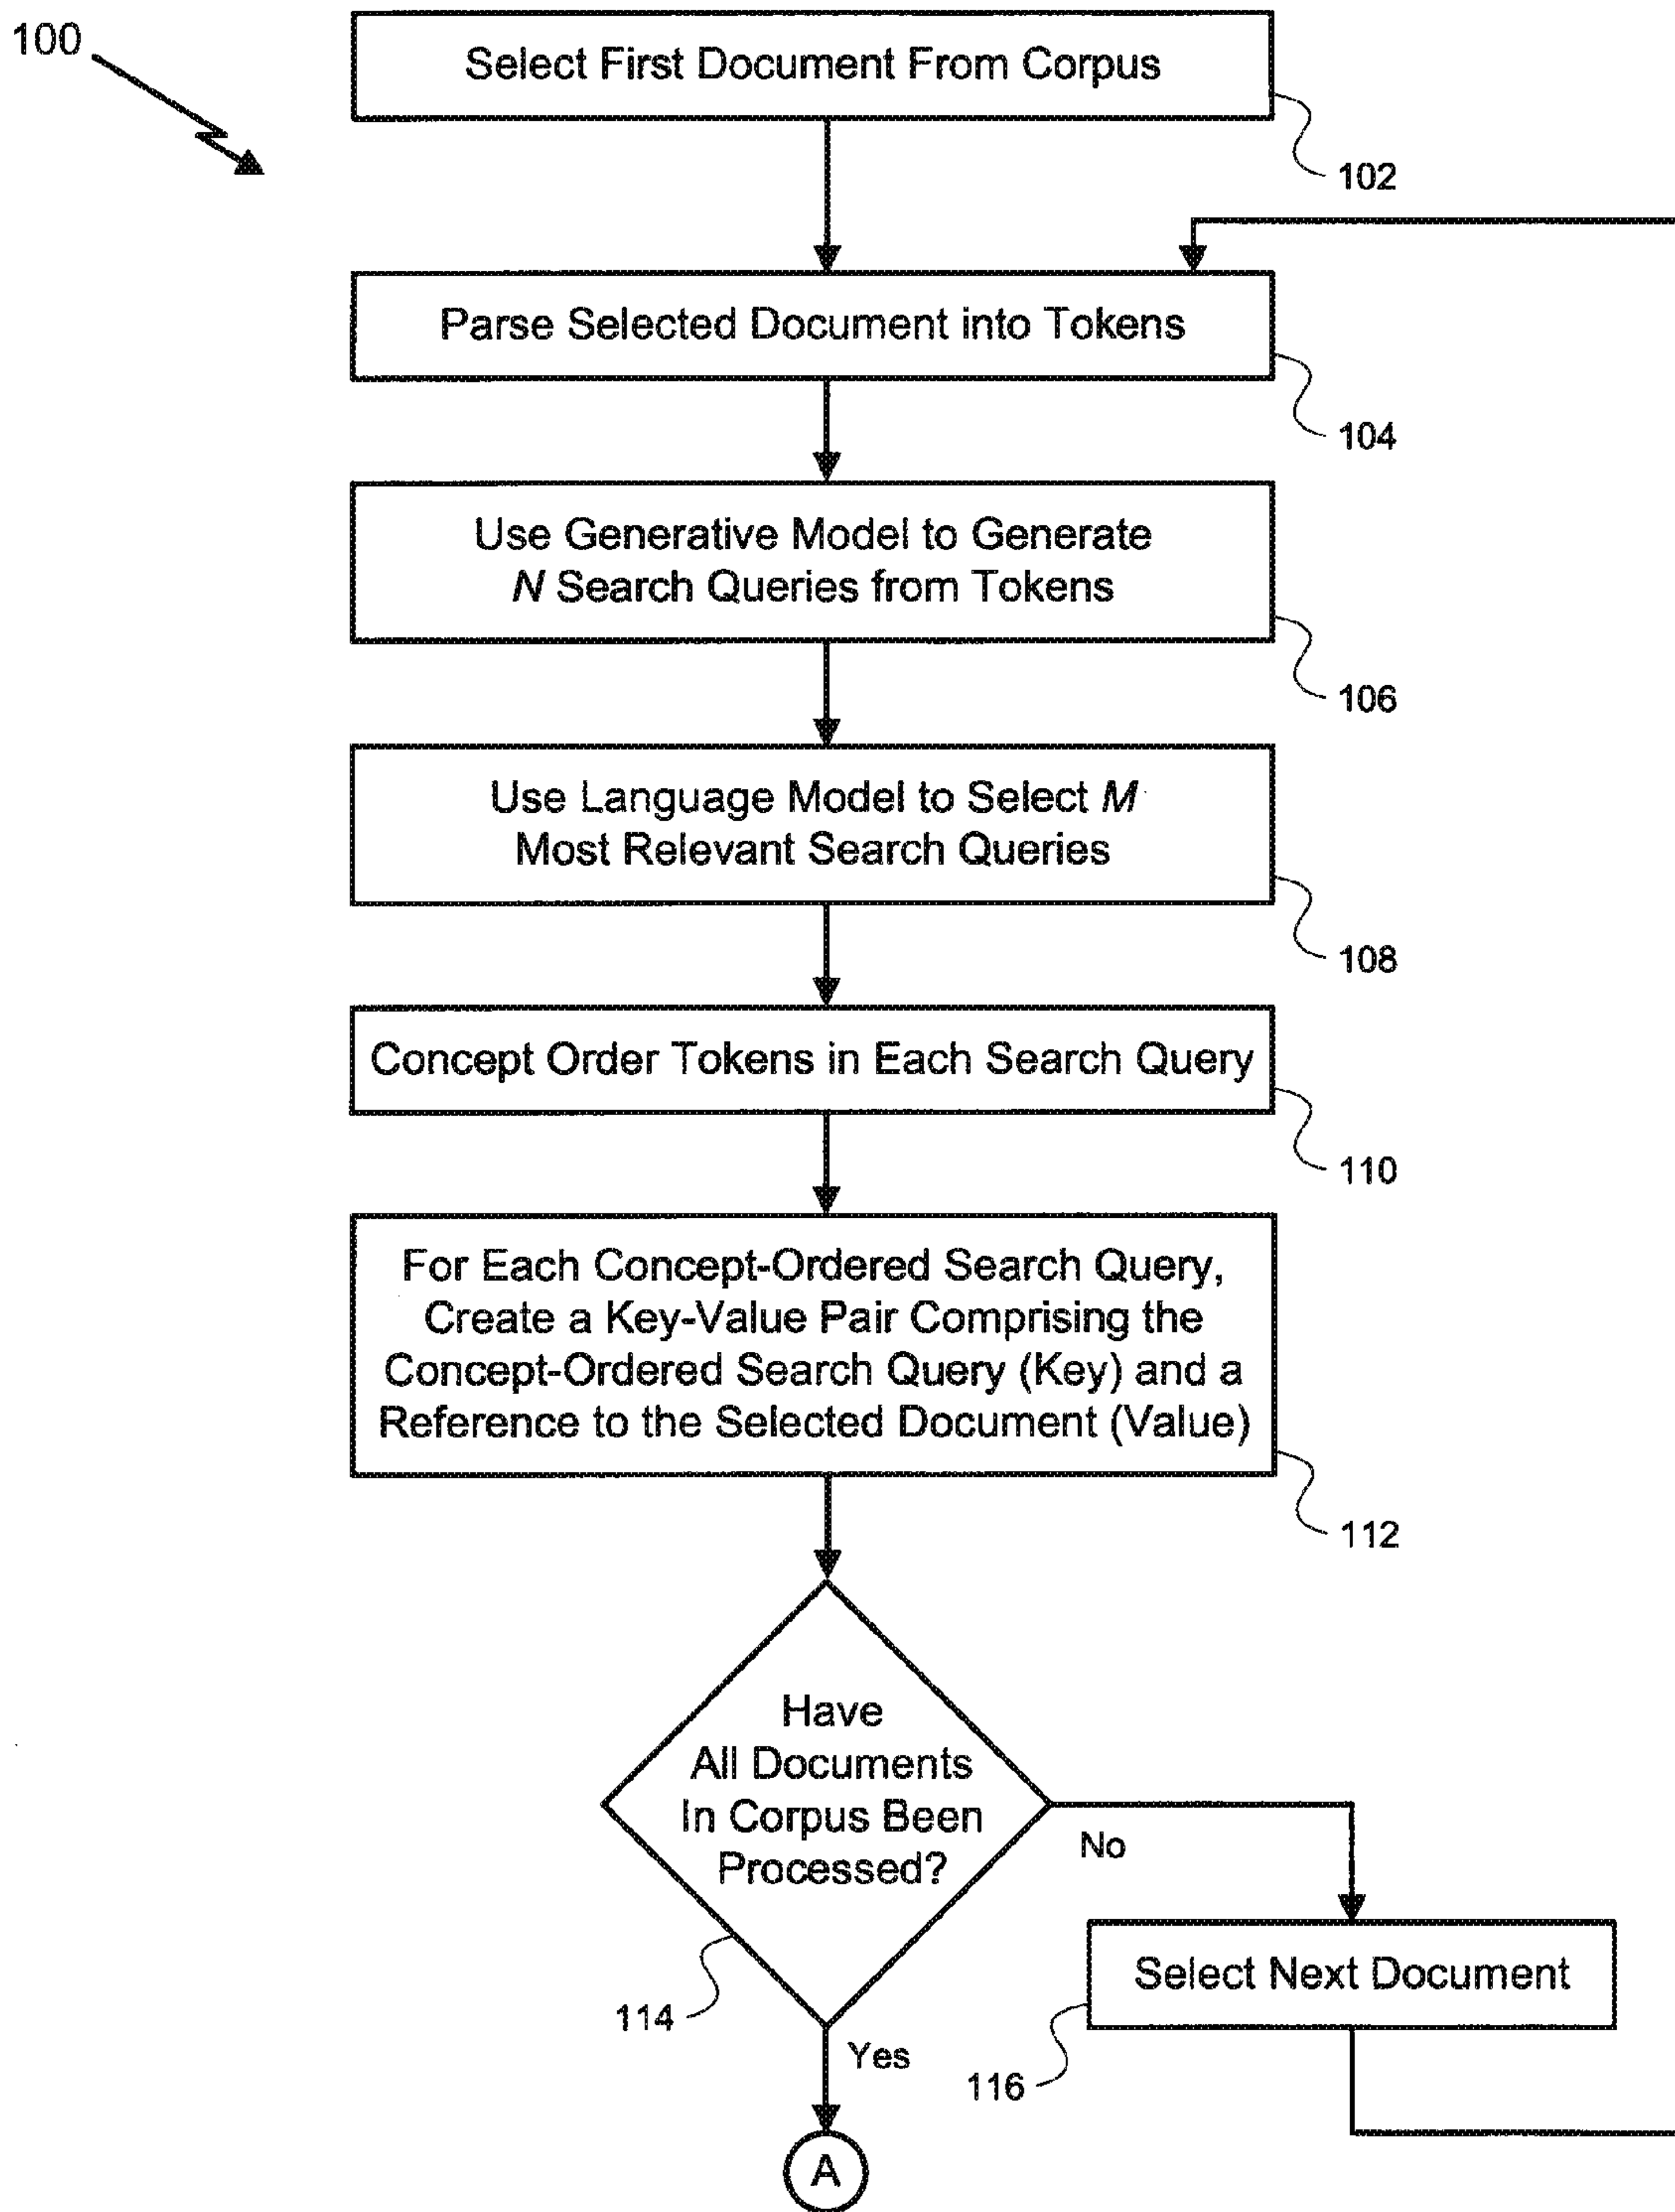 100
Select First Document From Corpus
102
Parse Selected Document into Tokens
104
Use Generative Model to Generate
N Search Queries from Tokens
106
Use Language Model to Select M
Most Relevant Search Queries
108
Concept Order Tokens in Each Search Query
110
For Each Concept-Ordered Search Query,
Create a Key-Value Pair Comprising the
Concept-Ordered Search Query (Key) and a
Reference to the Selected Document (Value)
112
Have
All Documents
In Corpus Been
Processed?
No
114
Yes
Select Next Document
116
A